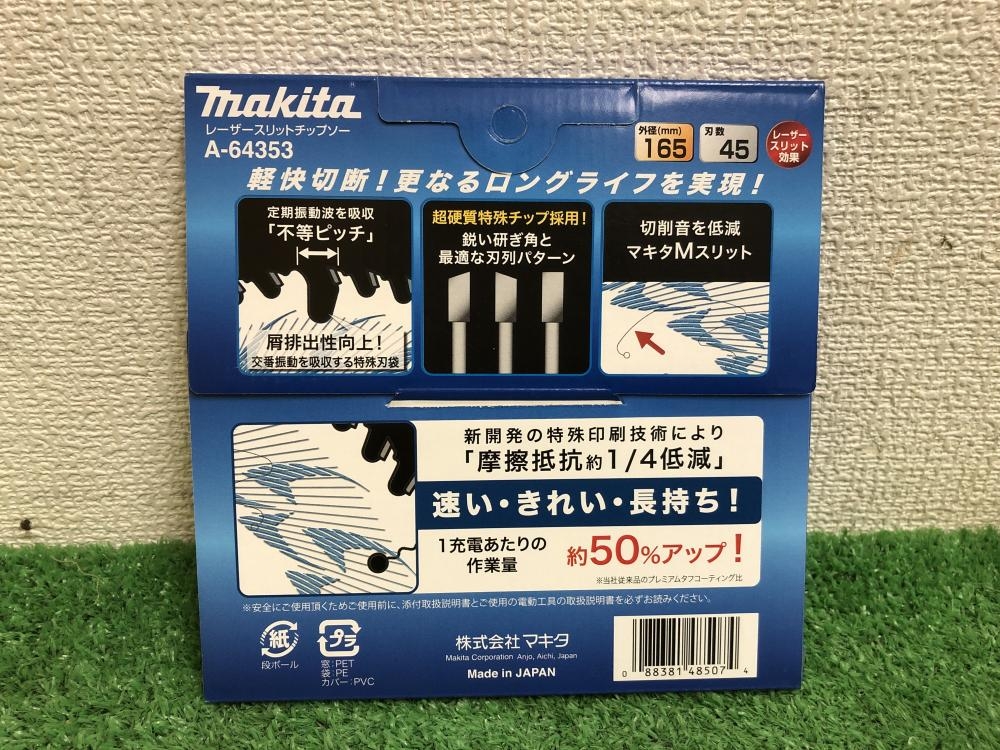 makita
レーザースリットチップソー
A-64353
外径(mm)
165
刃数
45
レーザー
スリット
効果
軽快切断！更なるロングライフを実現！
定期振動波を吸収
「不等ピッチ」
屑排出性向上！
交番振動を吸収する特殊刃袋
超硬質特殊チップ採用！
鋭い研ぎ角と
最適な刃列パターン
切削音を低減
マキタMスリット
新開発の特殊印刷技術により
「摩擦抵抗約1/4低減」
速い・きれい・長持ち！
1充電あたりの
作業量
約50%アップ！
※当社従来品のプレミアムタフコーティング比
※安全にご使用頂くためご使用前に、添付取扱説明書とご使用の電動工具の取扱説明書を必ずお読みください。
紙
段ボール
プラ
窓:PET
袋:PE
カバー:PVC
株式会社マキタ
Makita Corporation Anjo, Aichi, Japan
Made in JAPAN
0 88381 48507 4